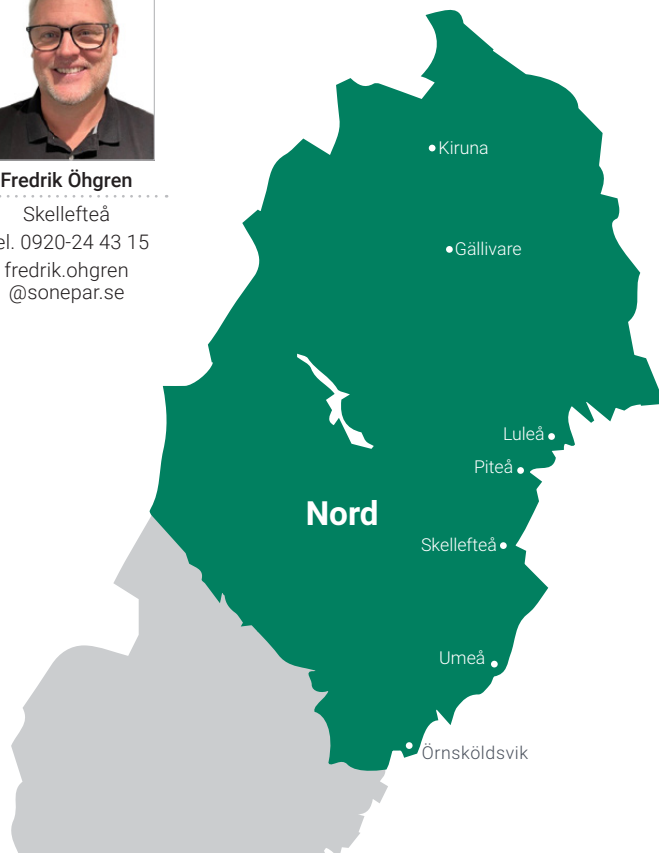 Fredrik Öhgren
Skellefteå
el. 0920-24 43 15
fredrik.ohgren
@sonepar.se
Kiruna
Gällivare
Luleå
Piteå
Nord
Skellefteå
Umeå
Örnsköldsvik